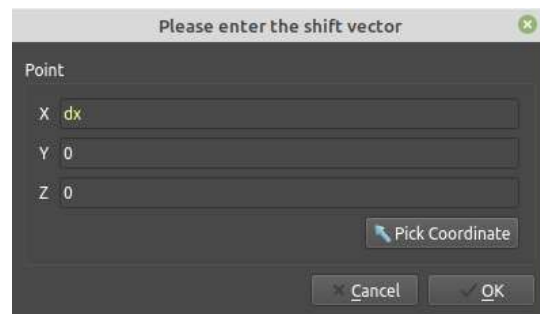 Please enter the shift vector
Point
X dx
Y 0
Z 0
Pick Coordinate
Cancel OK